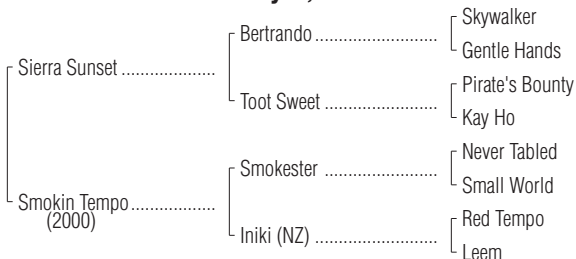 Skywalker
Bertrando ..............................
Gentle Hands
Sierra Sunset ....................
Pirate's Bounty
Toot Sweet ...........................
Kay Ho
Never Tabled
Smokester ...........................
Small World
Smokin Tempo..................
(2000)
Red Tempo
Iniki (NZ) .............................
Leem